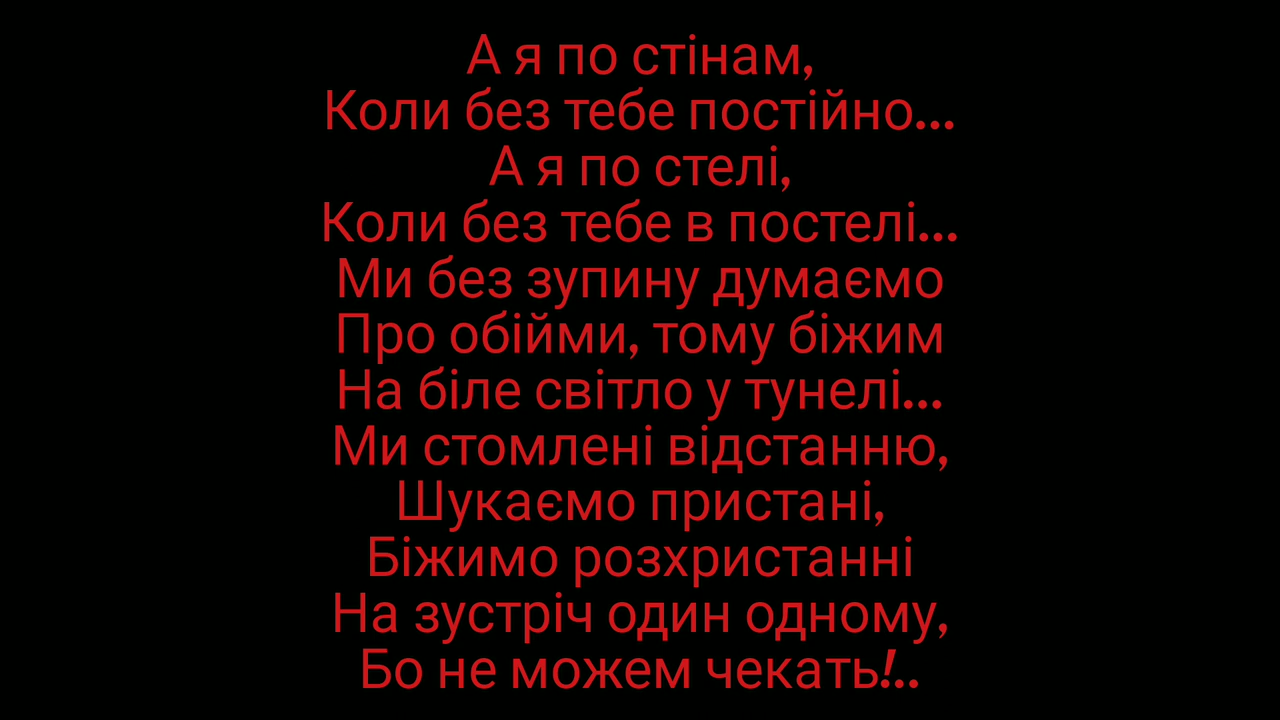 А я по стінам,
Коли без тебе постійно...
А я по стелі,
Коли без тебе в постелі...
Ми без зупину думаємо
Про обійми, тому біжим
На біле світло у тунелі...
Ми стомлені відстанню,
Шукаємо пристані,
Біжимо розхристанні
На зустріч один одному,
Бо не можем чекать!..